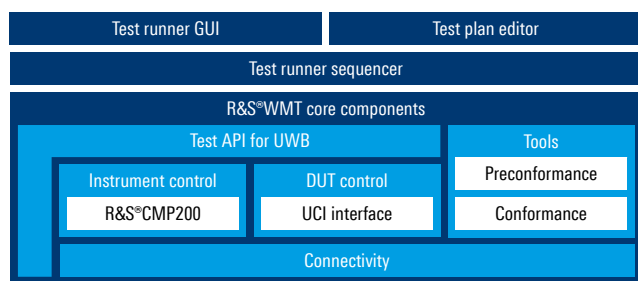 Test runner GUI
Test plan editor
Test runner sequencer
R&S®WMT core components
Test API for UWB
Tools
Instrument control
DUT control
Preconformance
R&S®CMP200
UCI interface
Conformance
Connectivity